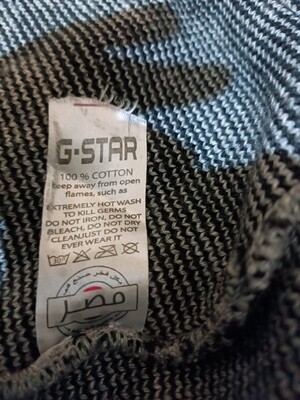 G-STAR
100 % COTTON
keep away from open
flames, such as
EXTREMELY HOT WASH
TO KILL GERMS
DO NOT IRON, DO NOT
BLEACH, DO NOT DRY
CLEANJUST DO NOT
EVER WEAR IT
مصر